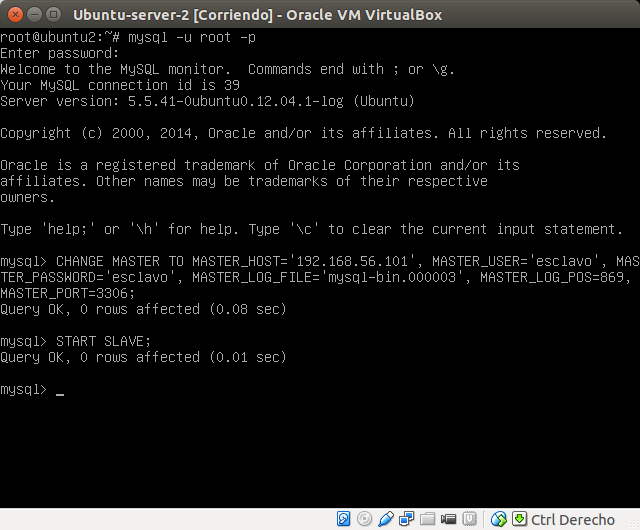 Ubuntu-server-2 [Corriendo] - Oracle VM VirtualBox
root@ubuntu2:~# mysql -u root -p
Enter password:
Welcome to the MySQL monitor.  Commands end with ; or \g.
Your MySQL connection id is 39
Server version: 5.5.41-0ubuntu0.12.04.1-log (Ubuntu)
Copyright (c) 2000, 2014, Oracle and/or its affiliates. All rights reserved.
Oracle is a registered trademark of Oracle Corporation and/or its
affiliates. Other names may be trademarks of their respective
owners.
Type 'help;' or '\h' for help. Type '\c' to clear the current input statement.
mysql> CHANGE MASTER TO MASTER_HOST='192.168.56.101', MASTER_USER='esclavo', MAS
TER_PASSWORD='esclavo', MASTER_LOG_FILE='mysql-bin.000003', MASTER_LOG_POS=869,
MASTER_PORT=3306;
Query OK, 0 rows affected (0.08 sec)
mysql> START SLAVE;
Query OK, 0 rows affected (0.01 sec)
mysql> _
Ctrl Derecho